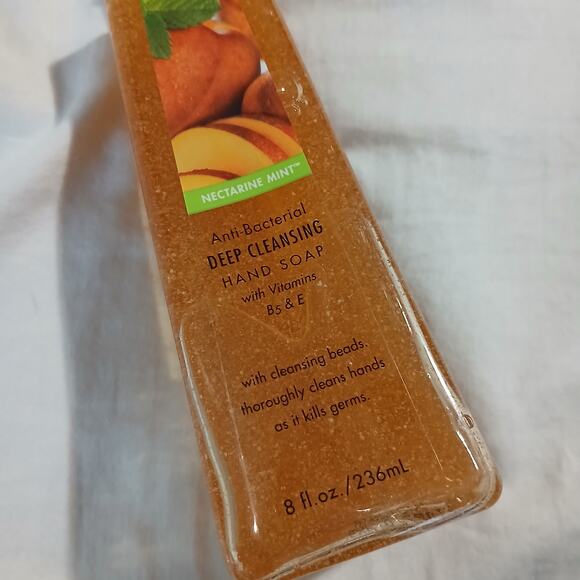 NECTARINE MINT™
Anti-Bacterial
DEEP CLEANSING
HAND SOAP
with Vitamins
B5 & E
with cleansing beads.
thoroughly cleans hands
as it kills germs.
8 fl.oz./236mL